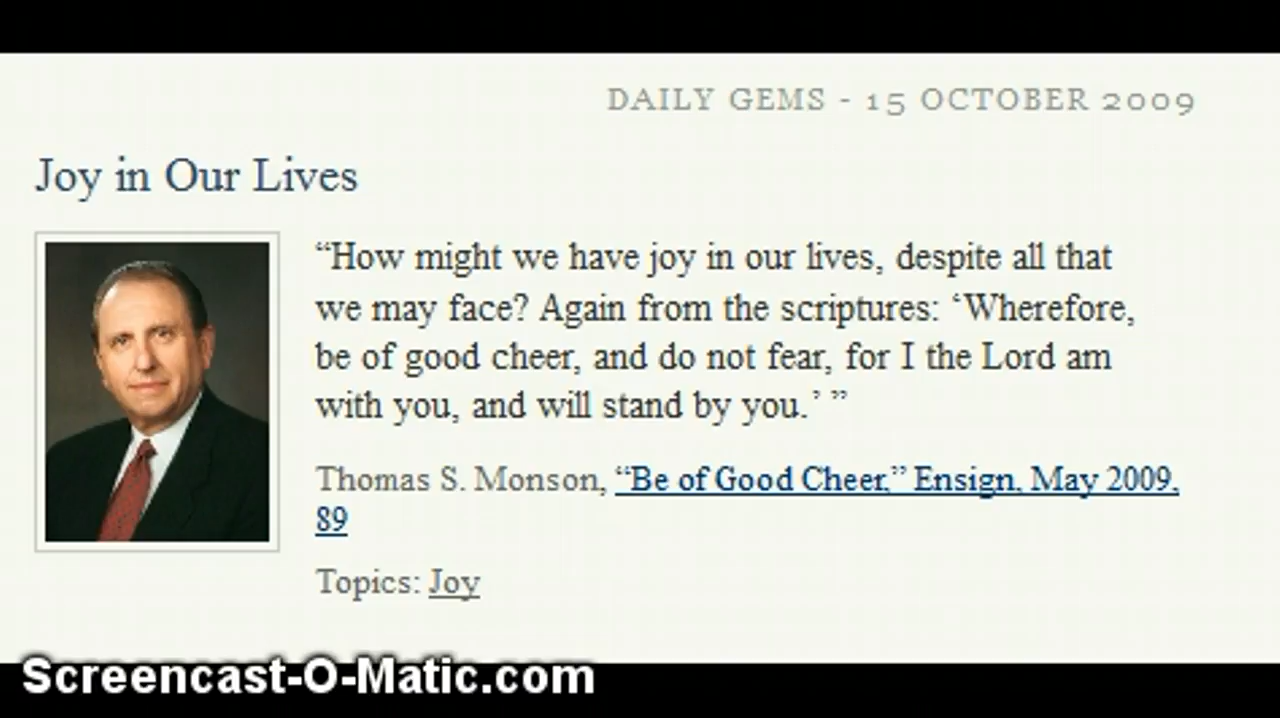 DAILY GEMS - 15 OCTOBER 2009
Joy in Our Lives
“How might we have joy in our lives, despite all that
we may face? Again from the scriptures: ‘Wherefore,
be of good cheer, and do not fear, for I the Lord am
with you, and will stand by you.’ ”
Thomas S. Monson, “Be of Good Cheer,” Ensign, May 2009,
89
Topics: Joy
Screencast-O-Matic.com